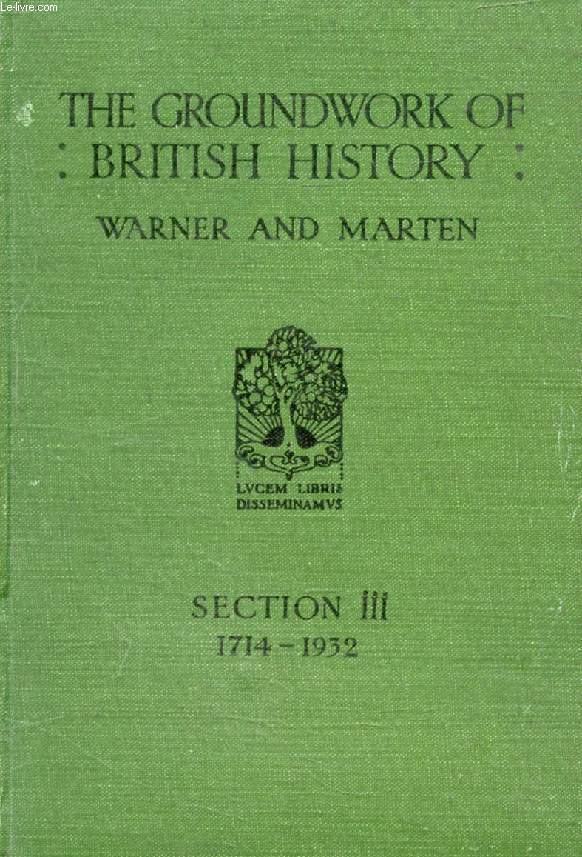 Le-livre.com
THE GROUNDWORK OF
: BRITISH HISTORY :
WARNER AND MARTEN
LVCEM LIBRIS
DISSEMINAMVS
SECTION III
1714-1932